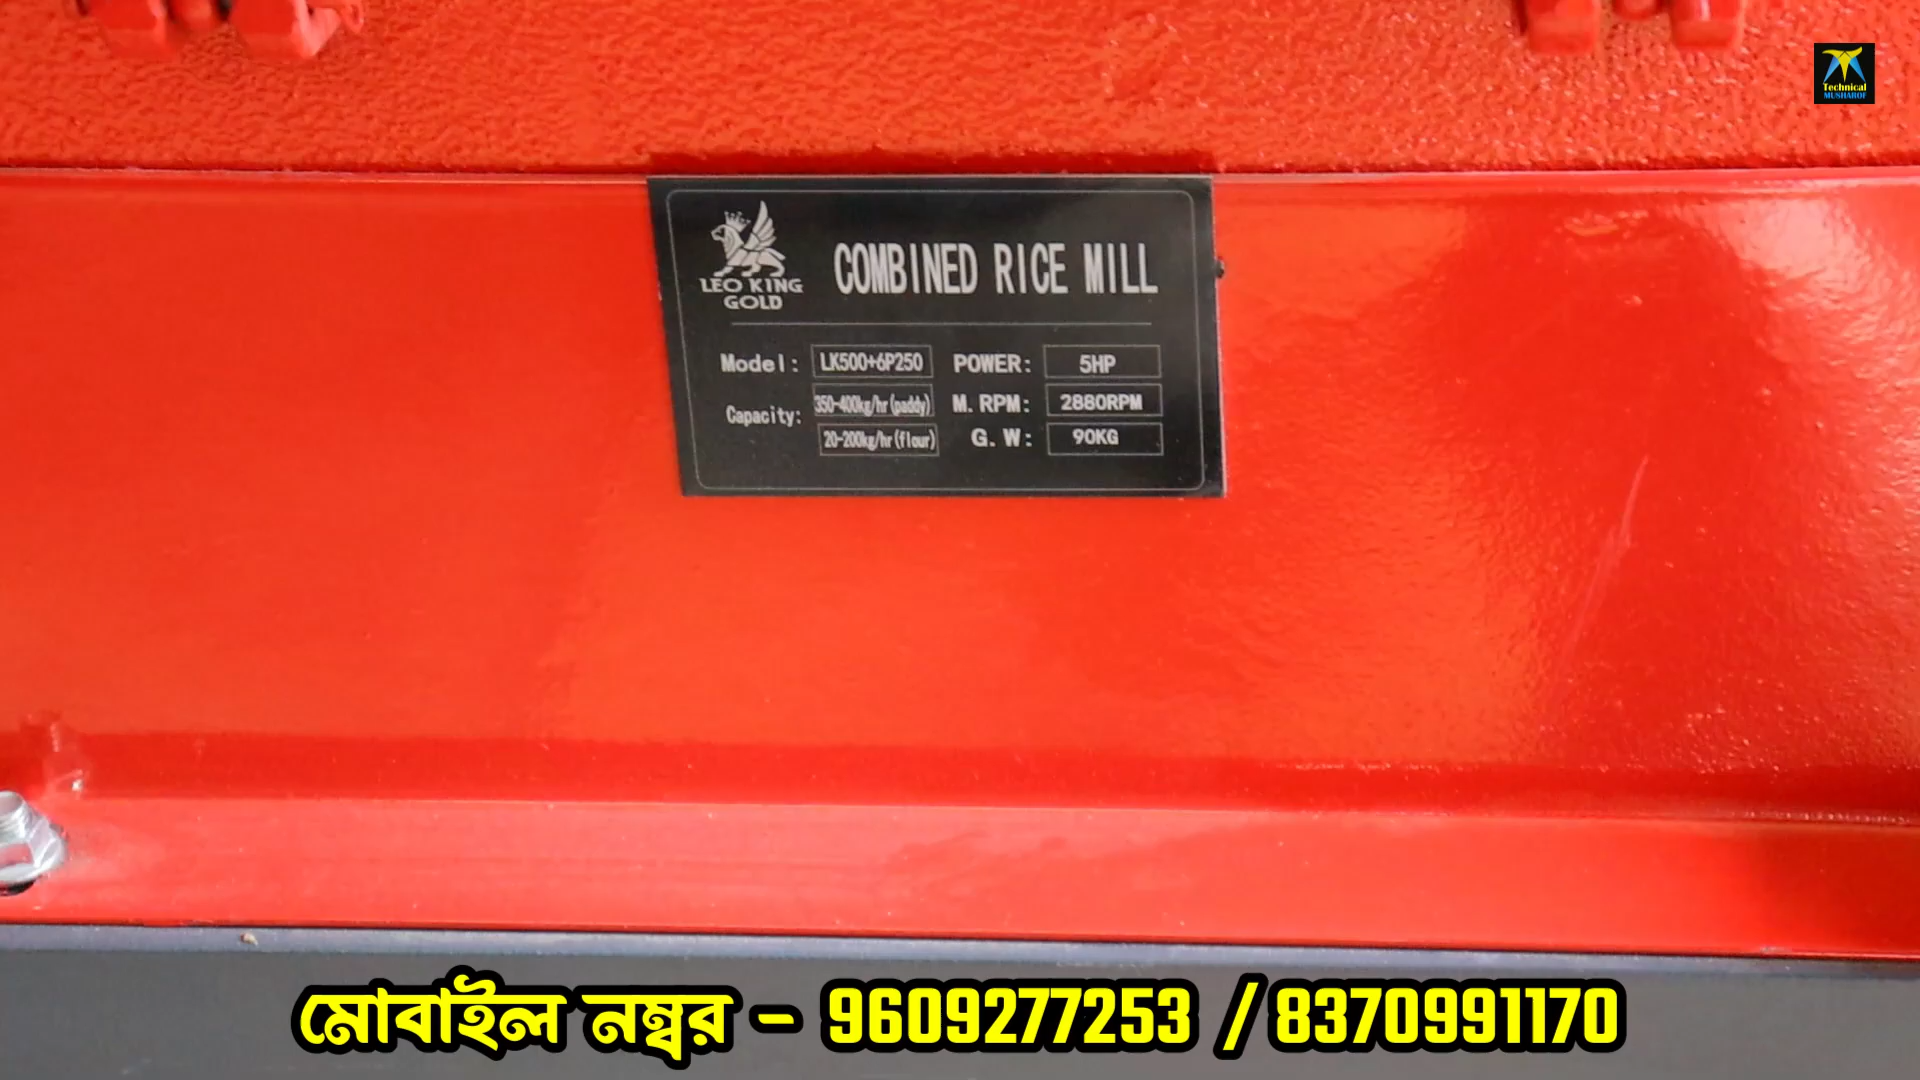 Technical
MUSHAROF
LEO KING
GOLD
COMBINED RICE MILL
Model: LK500+6P250 POWER: 5HP
Capacity: 350-400kg/hr(paddy) M.RPM: 2880RPM
20-200kg/hr(flour) G.W: 90KG
মোবাইল নম্বর - 9609277253 / 8370991170